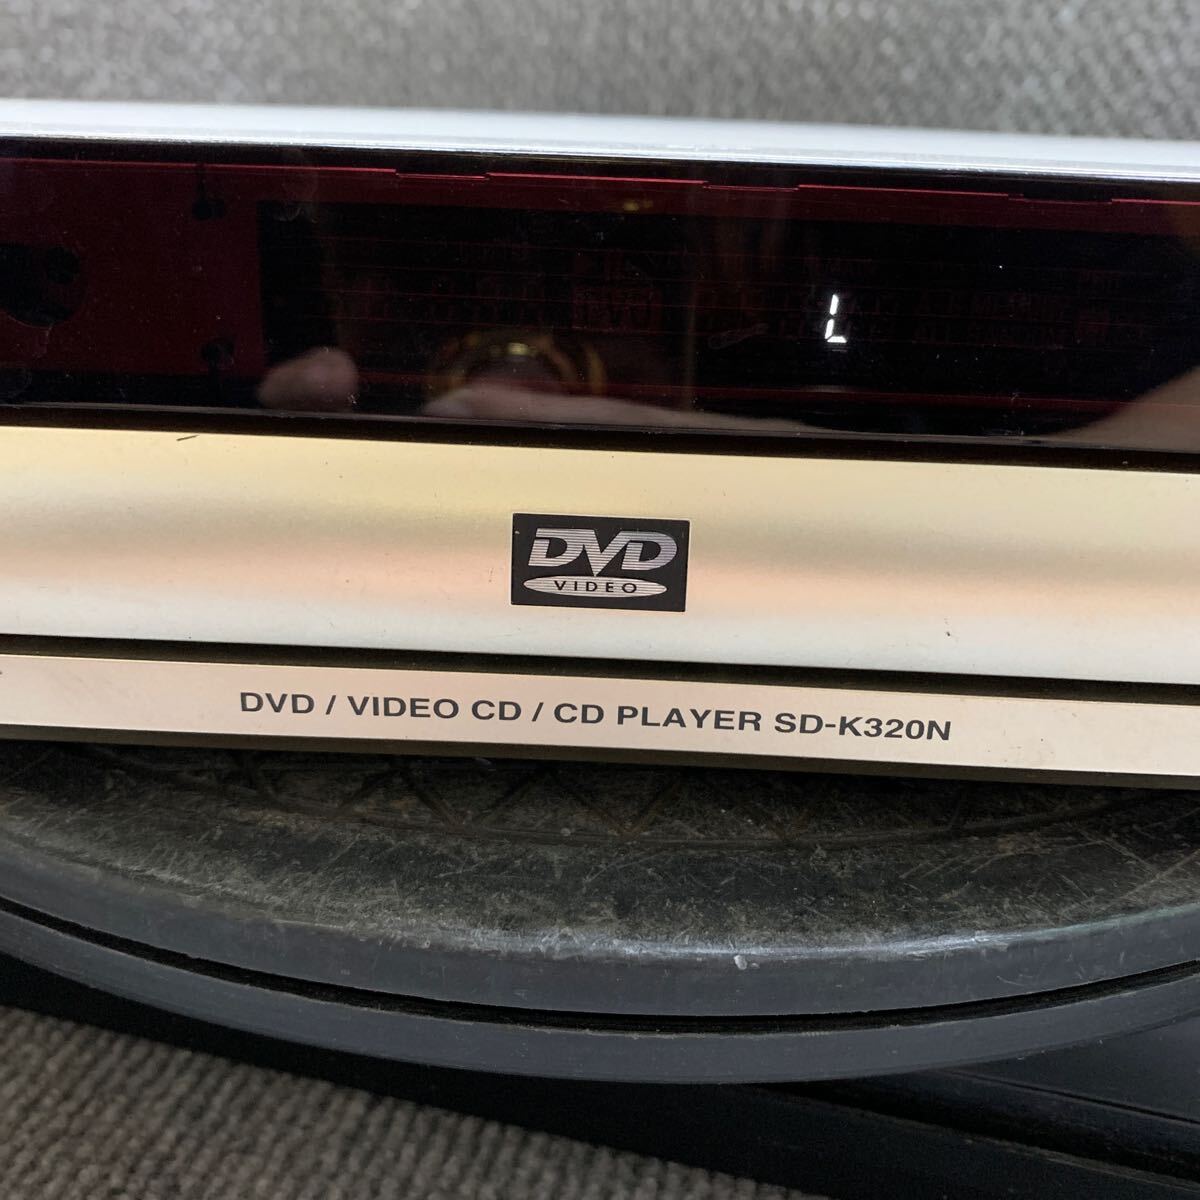 L
DVD
VIDEO
DVD / VIDEO CD / CD PLAYER SD-K320N